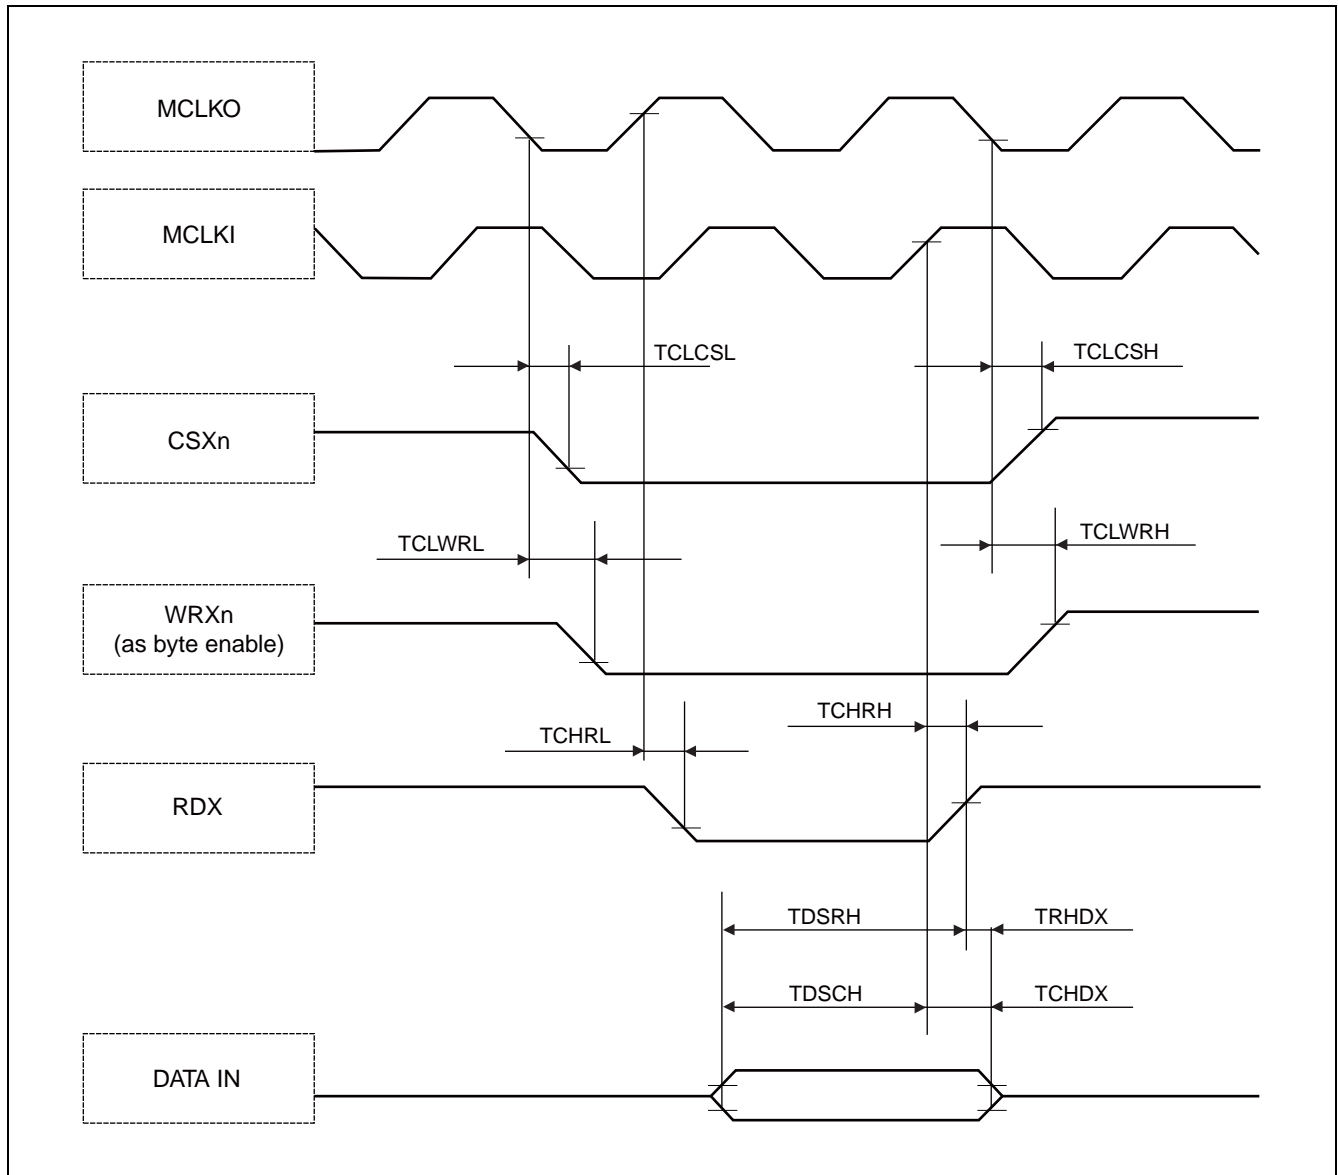 MCLKO
MCLKI
TCLCSL
TCLCSH
CSXn
TCLWRL
TCLWRH
WRXn
(as byte enable)
TCHRL
TCHRH
RDX
TDSRH
TRHDX
TDSCH
TCHDX
DATA IN